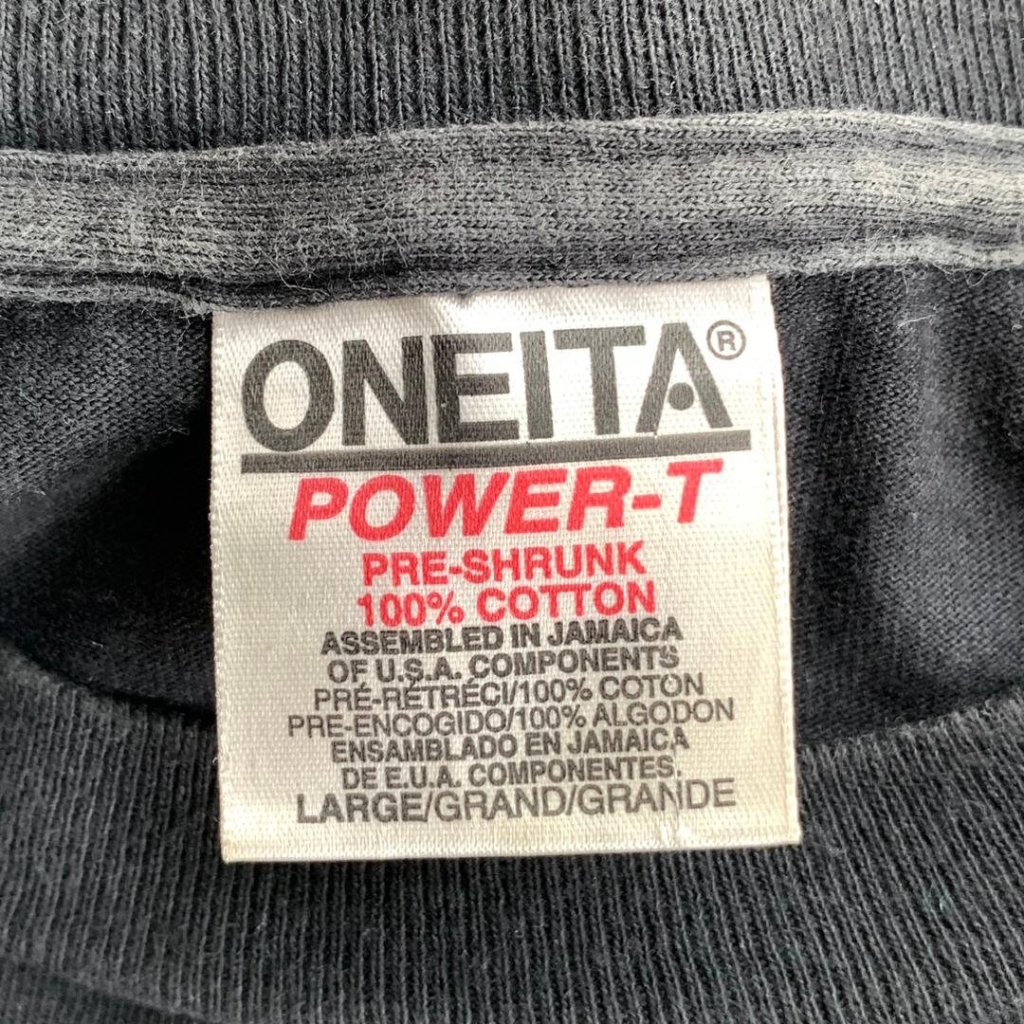 ONEITA®
POWER-T
PRE-SHRUNK
100% COTTON
ASSEMBLED IN JAMAICA
OF U.S.A. COMPONENTS
PRÉ-RÉTRÉCI/100% COTON
PRE-ENCOGIDO/100% ALGODON
ENSAMBLADO EN JAMAICA
DE E.U.A. COMPONENTES.
LARGE/GRAND/GRANDE